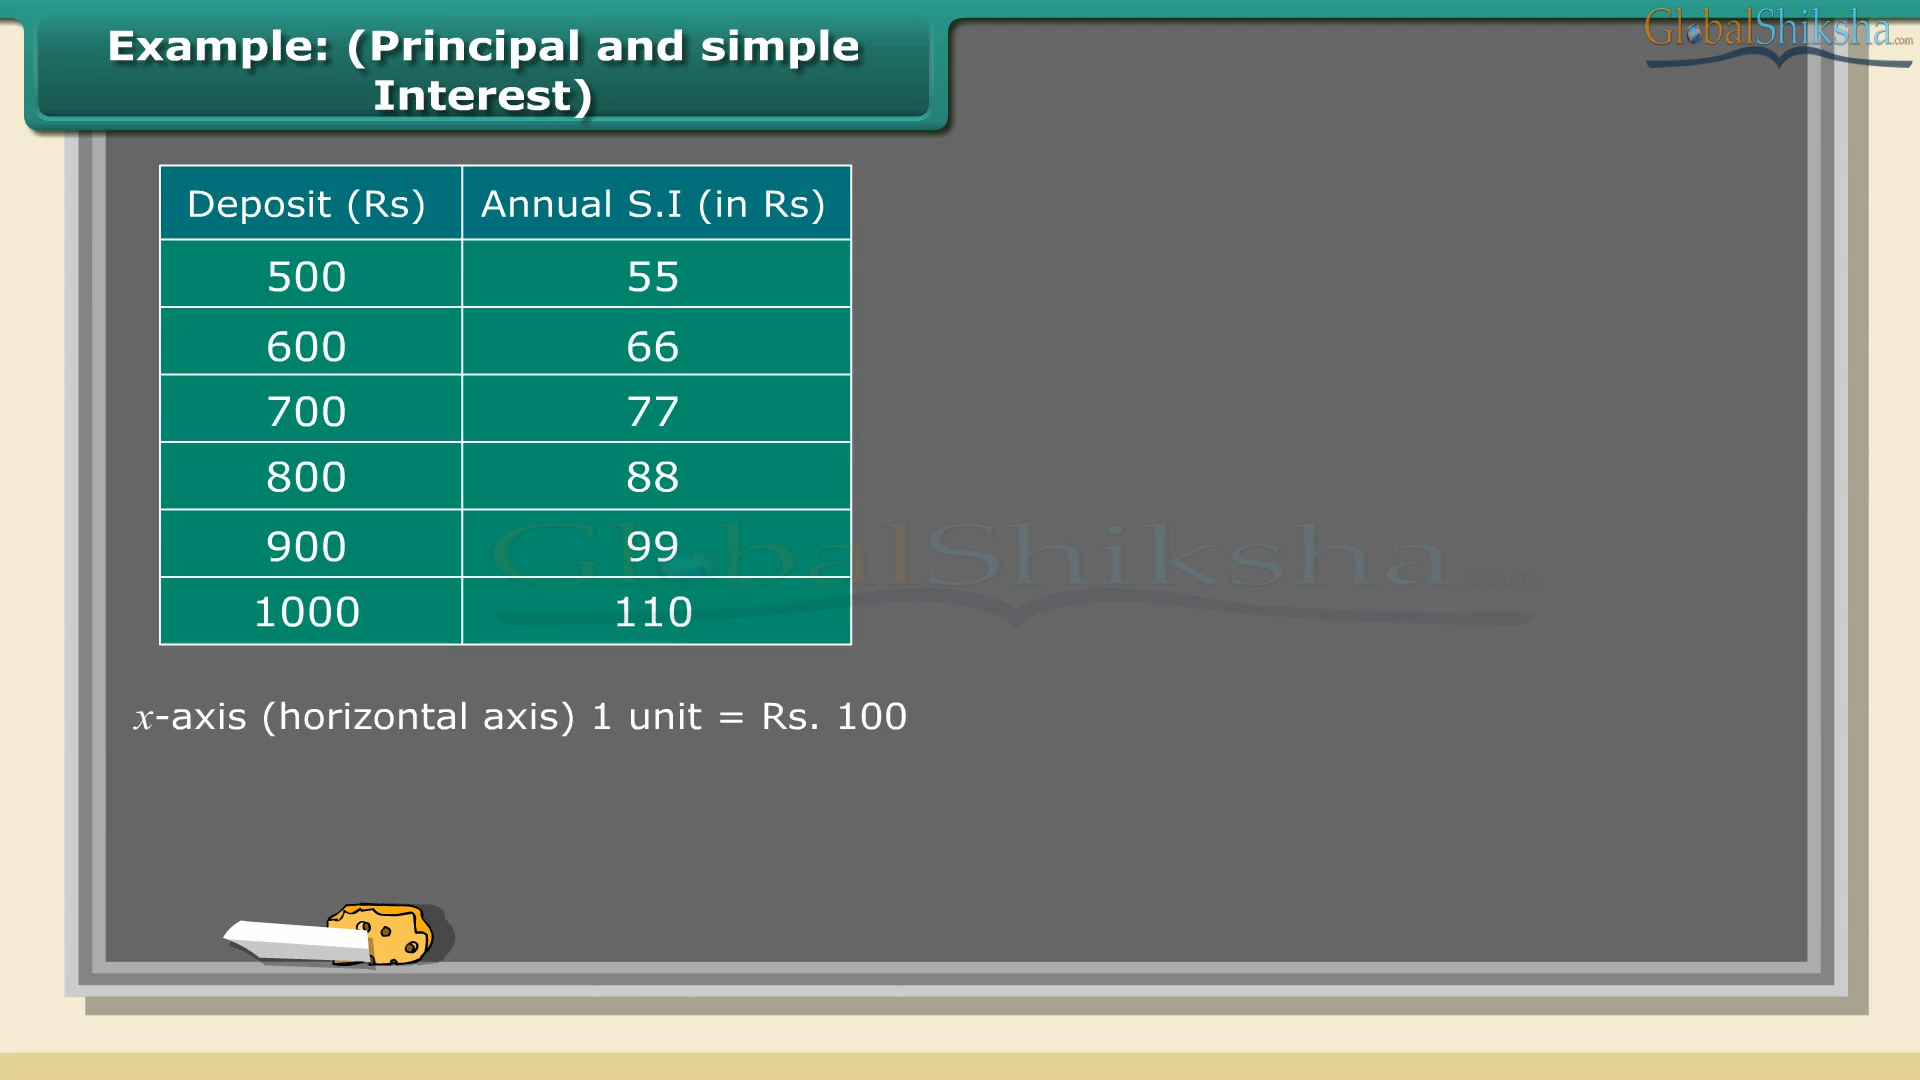 Example: (Principal and simple
Interest)
GlobalShiksha.com
Deposit (Rs) Annual S.I (in Rs)
500 55
600 66
700 77
800 88
900 99
1000 110
GlobalShiksha.com
x-axis (horizontal axis) 1 unit = Rs. 100